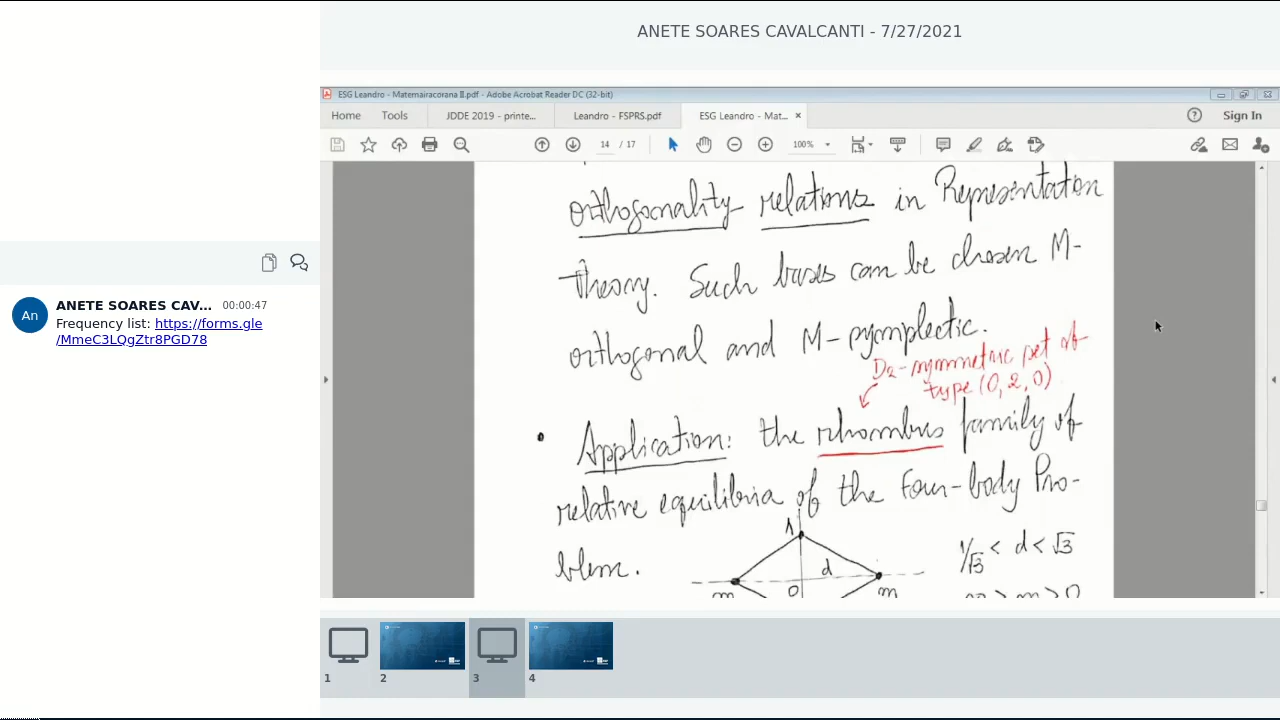 ANETE SOARES CAVALCANTI - 7/27/2021
ESG Leandro - Matemairacorana II.pdf - Adobe Acrobat Reader DC (32-bit)
Home Tools JDDE 2019 - printe... Leandro - FSPRS.pdf ESG Leandro - Mat... × Sign In
14 / 17 100%
ANETE SOARES CAV... 00:00:47
Frequency list: https://forms.gle
/MmeC3LQgZtr8PGD78
An
orthogonality relations in Representation
Theory. Such bases can be chosen M-
orthogonal and M-symplectic.
D2-symmetric set of
type (0, 2, 0)
• Application: the rhombus family of
relative equilibria of the Four-body Pro-
blem.
1
d
1/√3 < d < √3
m 0 m
1
2
3
4